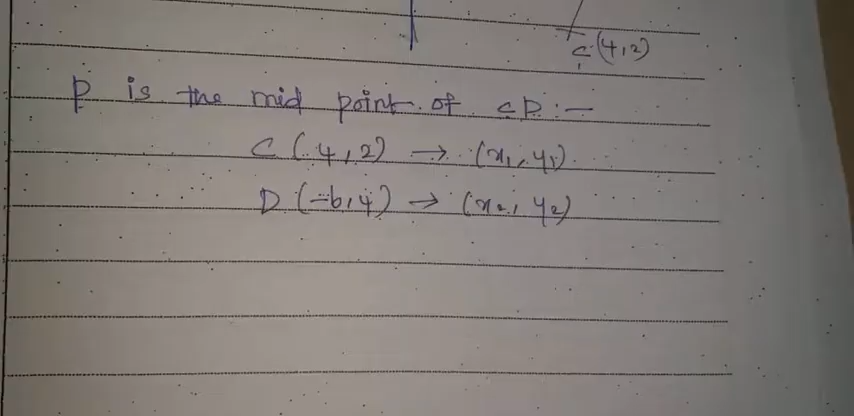 C(4,2)
P is the mid point of CD :-
C (4,2) → (x₁, y₁)
D (-6,4) → (x₂, y₂)